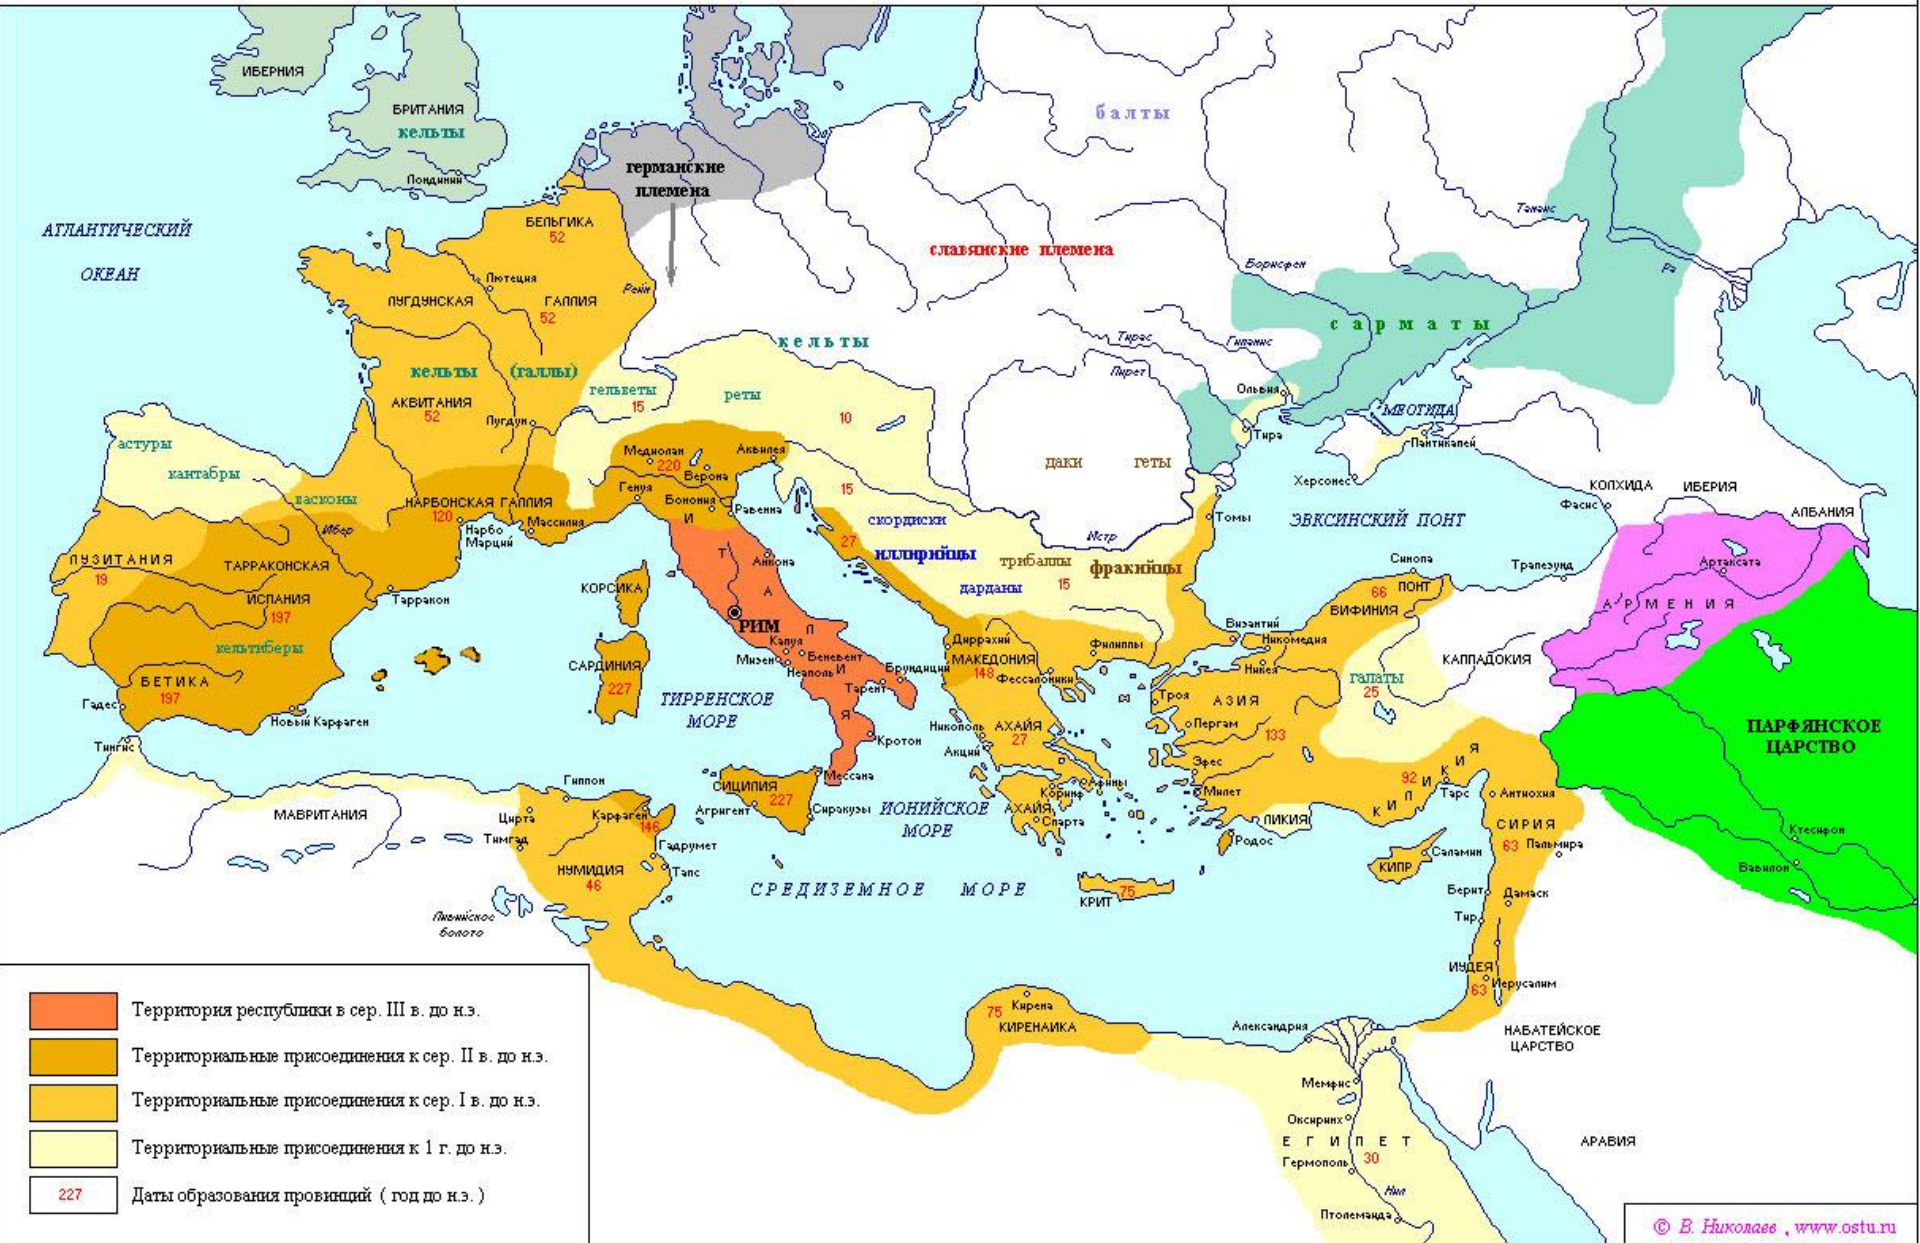 ИБЕРНИЯ
БРИТАНИЯ
кельты
Лондиний
германские
племена
балты
АТЛАНТИЧЕСКИЙ
ОКЕАН
БЕЛЬГИКА
52
славянские племена
Танаис
Борисфен
Ра
Лютеция
Рейн
ЛУГДУНСКАЯ
ГАЛЛИЯ
52
сарматы
Тирас
Гипанис
кельты
Пирет
кельты (галлы)
гельветы
15
реты
Ольвия
АКВИТАНИЯ
52
10
МЕОТИДА
Лугдун
Тира
Пантикапей
астуры
Медиолан
220
Аквилея
кантабры
Верона
даки
геты
Херсонес
КОЛХИДА
ИБЕРИЯ
васконы
НАРБОНСКАЯ ГАЛЛИЯ
120
Генуя
Бонония
15
Фасис
АЛБАНИЯ
Ибер
Нарбо
Марций
Массилия
Равенна
скордиски
Томы
ЭВКСИНСКИЙ ПОНТ
27
иллирийцы
Истр
ЛУЗИТАНИЯ
19
ТАРРАКОНСКАЯ
ИСПАНИЯ
197
Анкона
трибаллы
15
фракийцы
Синопа
Трапезунд
Артаксата
Тарракон
КОРСИКА
дарданы
66
ПОНТ
ВИФИНИЯ
АРМЕНИЯ
ИТАЛИЯ
РИМ
Византий
Никомедия
кельтиберы
Капуя
Диррахий
Филиппы
Никея
КАППАДОКИЯ
БЕТИКА
197
САРДИНИЯ
227
Мизен
Беневент
Неаполь
Брундиций
МАКЕДОНИЯ
148
Фессалоники
галаты
25
Гадес
Новый Карфаген
ТИРРЕНСКОЕ
МОРЕ
Тарент
Троя
АЗИЯ
133
Пергам
ПАРФЯНСКОЕ
ЦАРСТВО
Тингис
Кротон
Никополь
АХАЙЯ
27
Акций
Эфес
Гиппон
Мессана
СИЦИЛИЯ
227
Афины
Коринф
Милет
92
КИЛИКИЯ
Тарс
Антиохия
МАВРИТАНИЯ
Цирта
Карфаген
146
Агригент
Сиракузы
ИОНИЙСКОЕ
МОРЕ
АХАЙЯ
Спарта
ЛИКИЯ
СИРИЯ
63
Пальмира
Ктесифон
Тимгад
Гадрумет
Родос
Саламин
КИПР
НУМИДИЯ
46
Тапс
СРЕДИЗЕМНОЕ МОРЕ
75
КРИТ
Берит
Дамаск
Вавилон
Ливийское
болото
Тир
ИУДЕЯ
63
Иерусалим
75
Кирена
КИРЕНАИКА
Александрия
НАБАТЕЙСКОЕ
ЦАРСТВО
Мемфис
Оксиринх
ЕГИПЕТ
30
Гермополь
АРАВИЯ
Нил
Птолемаида
Территория республики в сер. III в. до н.э.
Территориальные присоединения к сер. II в. до н.э.
Территориальные присоединения к сер. I в. до н.э.
Территориальные присоединения к 1 г. до н.э.
227
Даты образования провинций ( год до н.э. )
© В. Николаев , www.ostu.ru